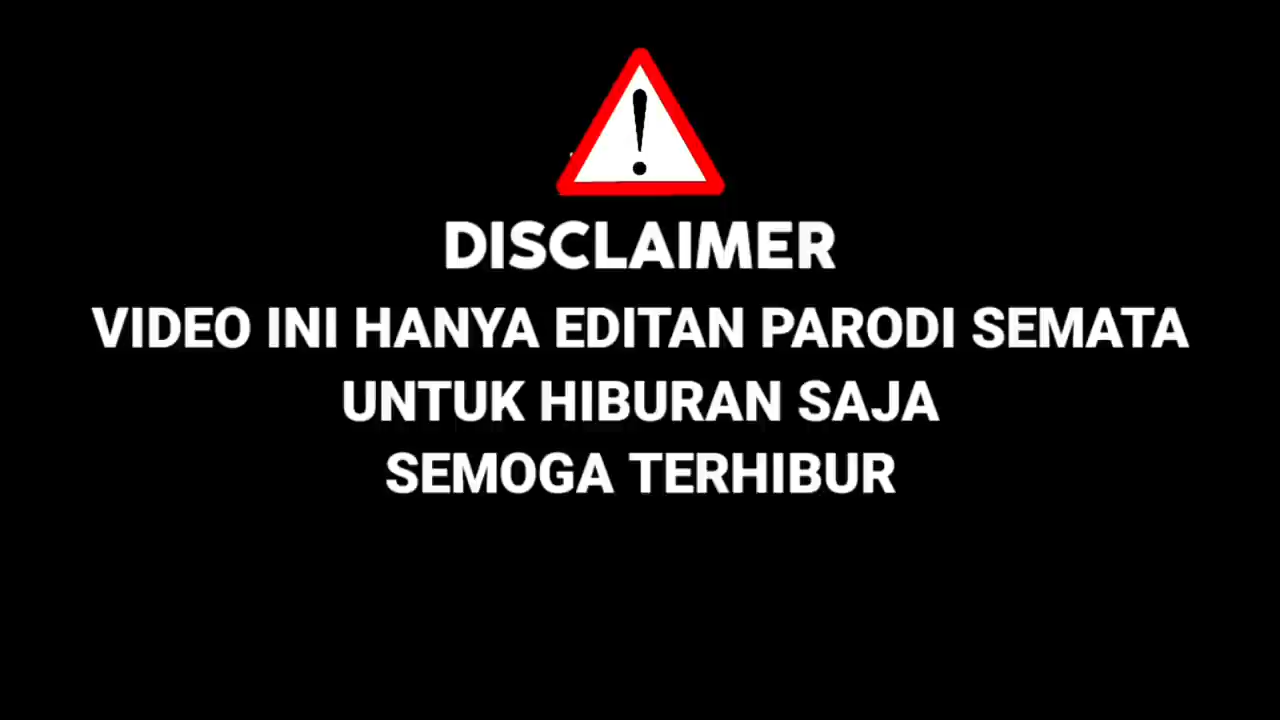 DISCLAIMER
VIDEO INI HANYA EDITAN PARODI SEMATA
UNTUK HIBURAN SAJA
SEMOGA TERHIBUR